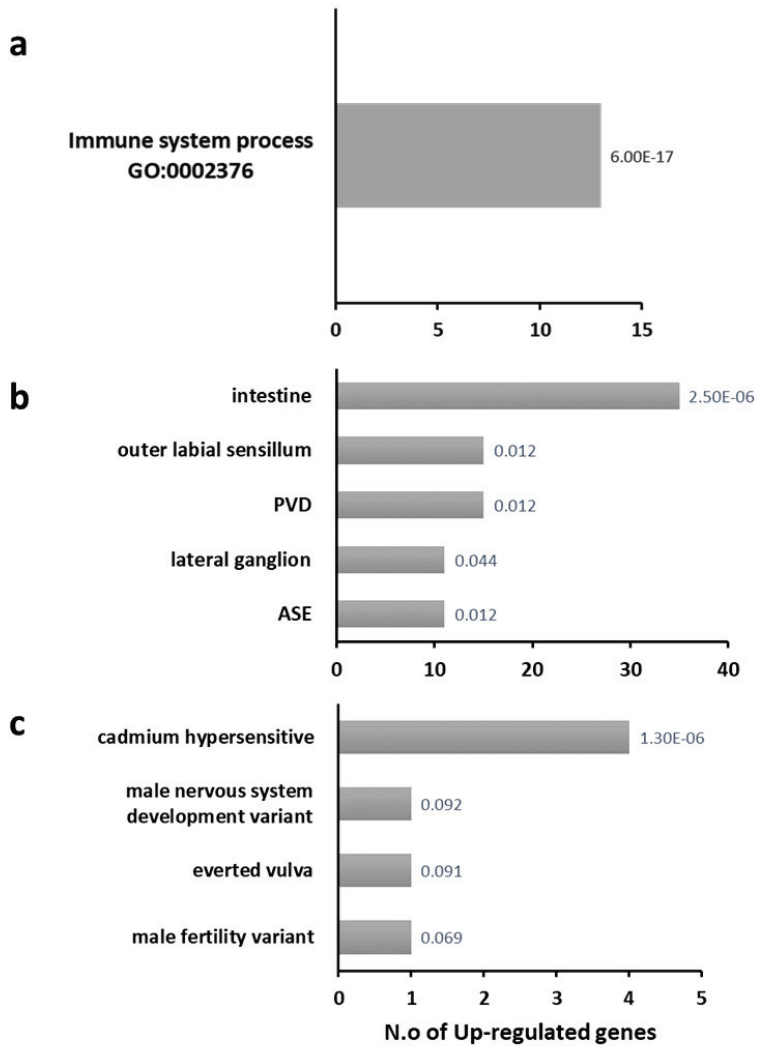 a
Immune system process
GO:0002376
6.00E-17
0 5 10 15
b
intestine 2.50E-06
outer labial sensillum 0.012
PVD 0.012
lateral ganglion 0.044
ASE 0.012
0 10 20 30 40
c
cadmium hypersensitive 1.30E-06
male nervous system
development variant
0.092
everted vulva 0.091
male fertility variant 0.069
0 1 2 3 4 5
N.o of Up-regulated genes